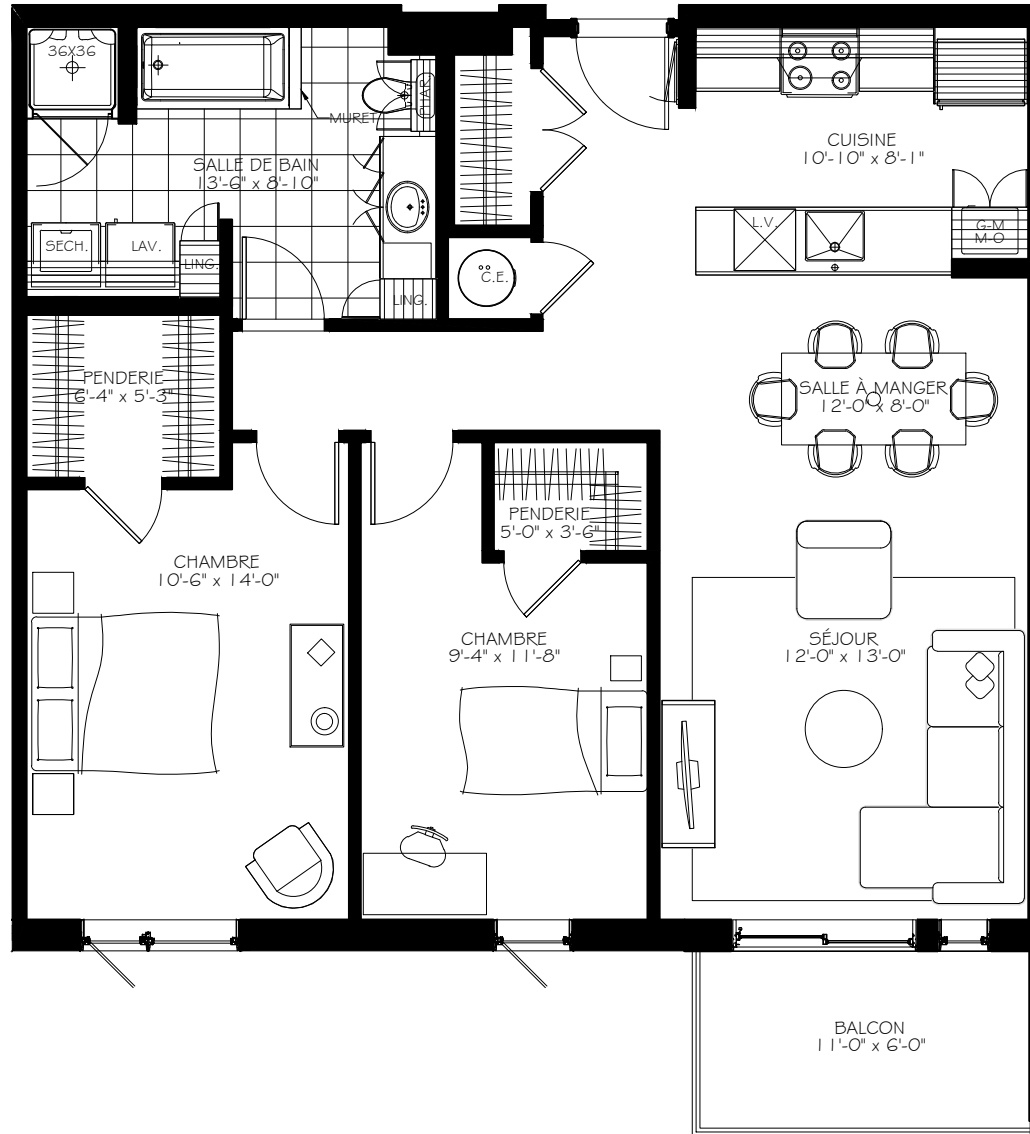 36X36
MURET
P. LAR.
SALLE DE BAIN
13'-6" x 8'-10"
SECH.
LAV.
LING.
LING.
C.E.
CUISINE
10'-10" x 8'-1"
L.V.
G-M
M-O
PENDERIE
6'-4" x 5'-3"
SALLE À MANGER
12'-0" x 8'-0"
PENDERIE
5'-0" x 3'-6"
CHAMBRE
10'-6" x 14'-0"
CHAMBRE
9'-4" x 11'-8"
SÉJOUR
12'-0" x 13'-0"
BALCON
11'-0" x 6'-0"